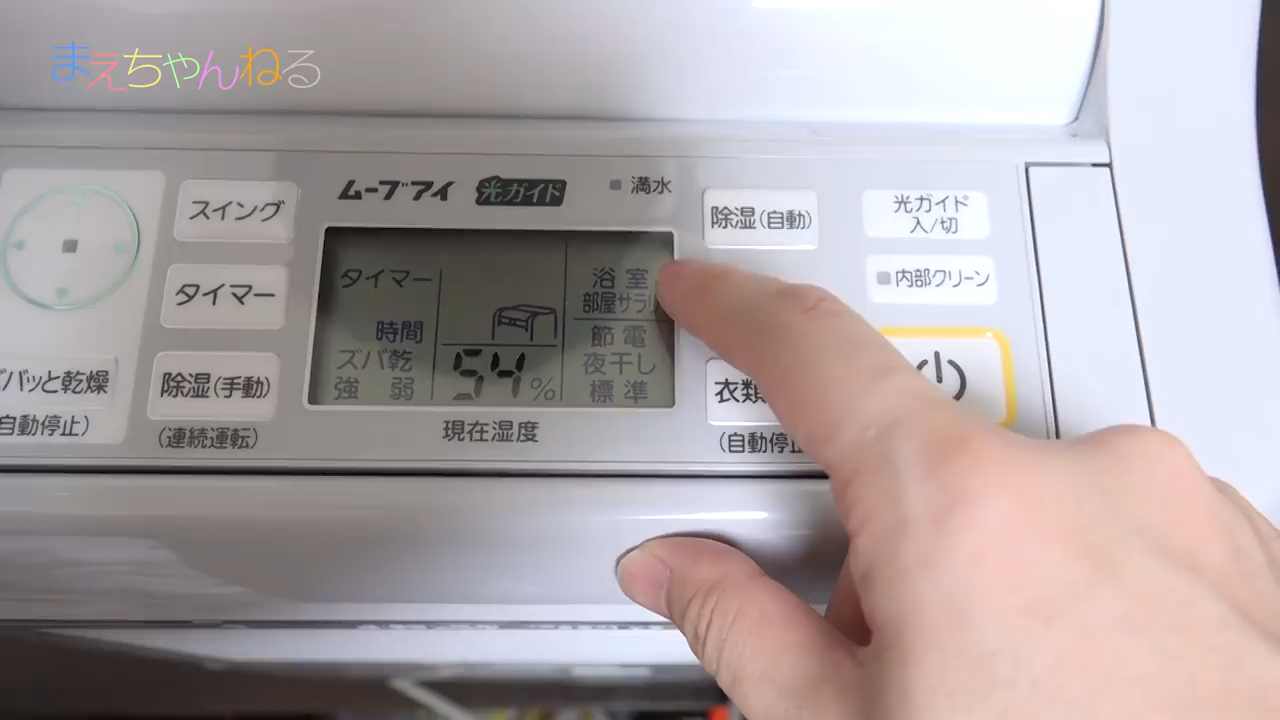 まえちゃんねる
ムーブアイ 光ガイド
満水
スイング
タイマー
除湿(手動)
(連続運転)
バッと乾燥
自動停止)
タイマー
時間
ズバ乾
強 弱
54%
浴室
部屋サラ
節電
夜干し
標準
現在湿度
除湿(自動)
衣類
(自動停止
光ガイド
入/切
内部クリーン